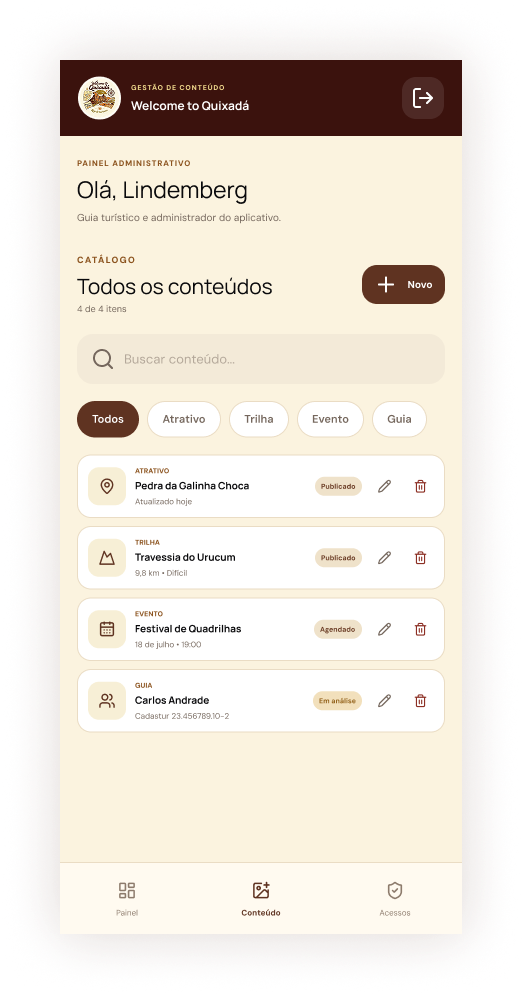 Welcome to
Quixadá
GESTÃO DE CONTEÚDO
Welcome to Quixadá
PAINEL ADMINISTRATIVO
Olá, Lindemberg
Guia turístico e administrador do aplicativo.
CATÁLOGO
Todos os conteúdos
4 de 4 itens
Novo
Buscar conteúdo...
Todos
Atrativo
Trilha
Evento
Guia
ATRATIVO
Pedra da Galinha Choca
Atualizado hoje
Publicado
TRILHA
Travessia do Urucum
9,8 km • Difícil
Publicado
EVENTO
Festival de Quadrilhas
18 de julho • 19:00
Agendado
GUIA
Carlos Andrade
Cadastur 23.456789.10-2
Em análise
Painel
Conteúdo
Acessos